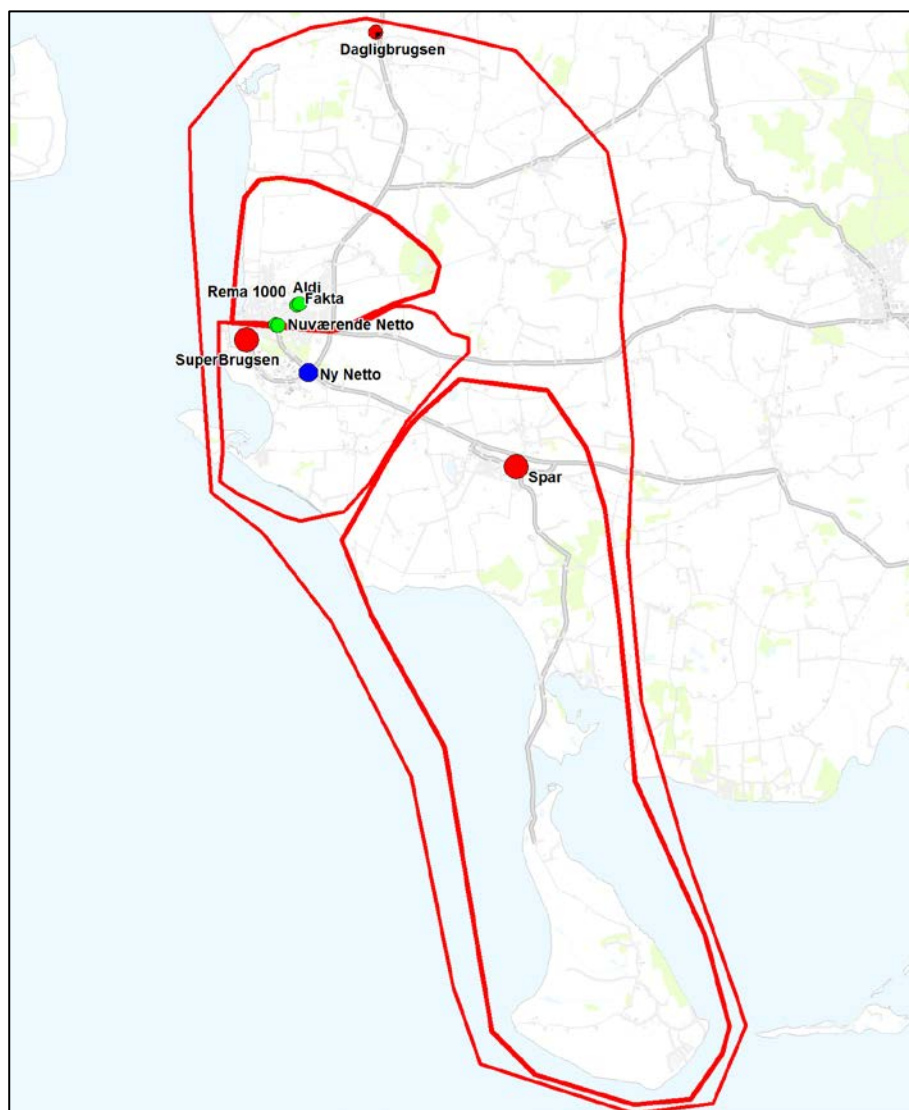 Dagligbrugsen
Aldi
Rema 1000
Fakta
Nuværende Netto
SuperBrugsen
Ny Netto
Spar